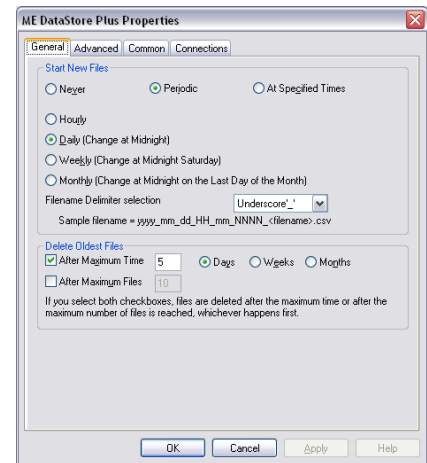 ME DataStore Plus Properties
General Advanced Common Connections
Start New Files
Never Periodic At Specified Times
Hourly
Daily (Change at Midnight)
Weekly (Change at Midnight Saturday)
Monthly (Change at Midnight on the Last Day of the Month)
Filename Delimiter selection Underscore'_'
Sample filename = yyyy_mm_dd_HH_mm_NNNN_<filename>.csv
Delete Oldest Files
After Maximum Time 5 Days Weeks Months
After Maximum Files 10
If you select both checkboxes, files are deleted after the maximum time or after the
maximum number of files is reached, whichever happens first.
OK Cancel Apply Help